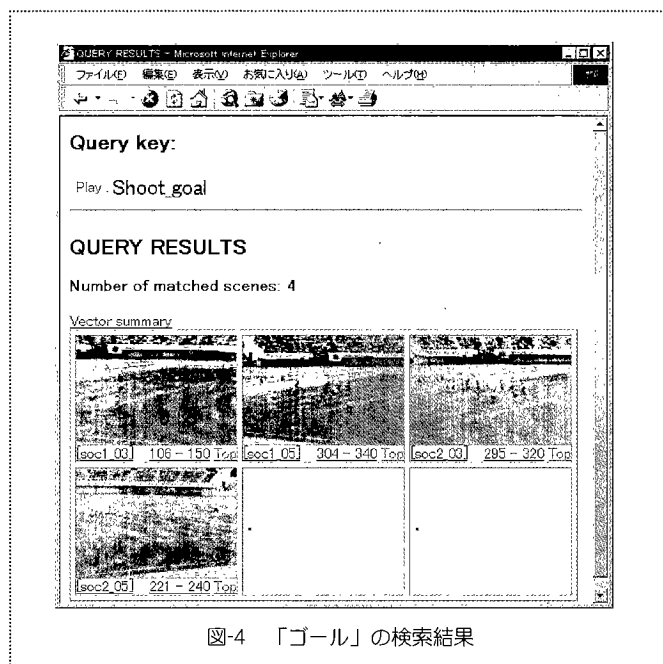 QUERY RESULTS - Microsoft Internet Explorer
ファイル(F) 編集(E) 表示(V) お気に入り(A) ツール(T) ヘルプ(H)
Query key:
Play . Shoot_goal
QUERY RESULTS
Number of matched scenes: 4
Vector summary
[soc1_03] 106 - 150 Top [soc1_05] 304 - 340 Top [soc2_03] 295 - 320 Top
[soc2_05] 221 - 240 Top
図-4 「ゴール」の検索結果